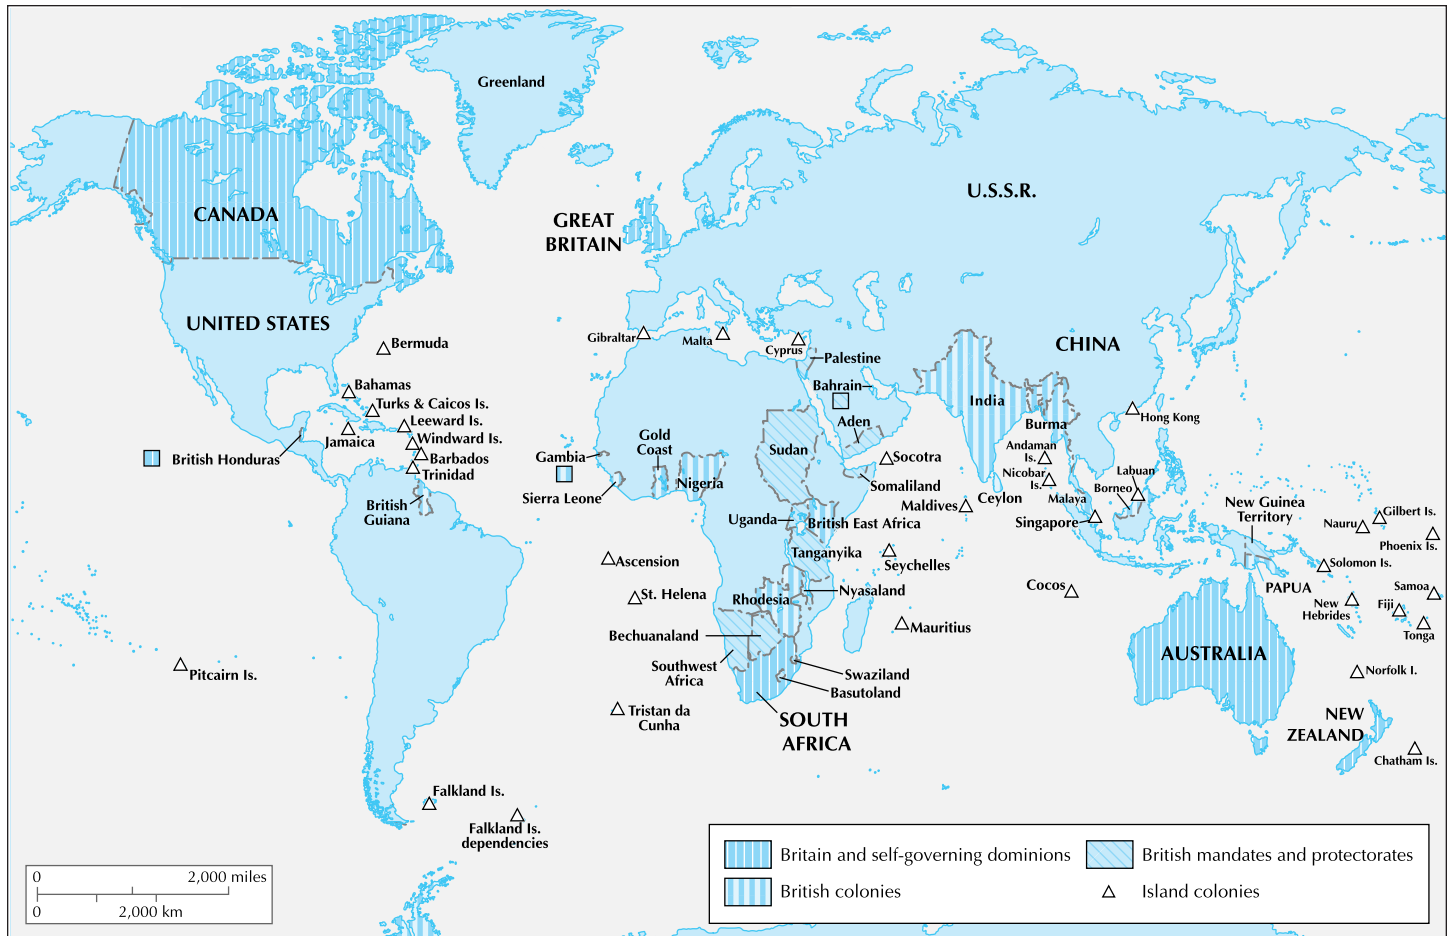 Greenland
U.S.S.R.
CANADA
GREAT
BRITAIN
UNITED STATES
Bermuda
Gibraltar
Malta
Cyprus
Palestine
CHINA
Bahamas
Bahrain
Turks & Caicos Is.
India
Leeward Is.
Hong Kong
Jamaica
Windward Is.
Aden
Burma
British Honduras
Barbados
Trinidad
Gold
Coast
Gambia
Sudan
Socotra
Andaman
Is.
Nicobar
Is.
Labuan
Borneo
Sierra Leone
Nigeria
Somaliland
Ceylon
Malaya
British
Guiana
Maldives
Singapore
New Guinea
Territory
Gilbert Is.
Nauru
Uganda
British East Africa
Phoenix Is.
Ascension
Tanganyika
Seychelles
Solomon Is.
Cocos
PAPUA
Samoa
St. Helena
Rhodesia
Nyasaland
New
Hebrides
Fiji
Tonga
Bechuanaland
Mauritius
AUSTRALIA
Pitcairn Is.
Southwest
Africa
Swaziland
Basutoland
Norfolk I.
Tristan da
Cunha
SOUTH
AFRICA
NEW
ZEALAND
Chatham Is.
Falkland Is.
Falkland Is.
dependencies
0 2,000 miles
0 2,000 km
Britain and self-governing dominions
British mandates and protectorates
British colonies
Island colonies